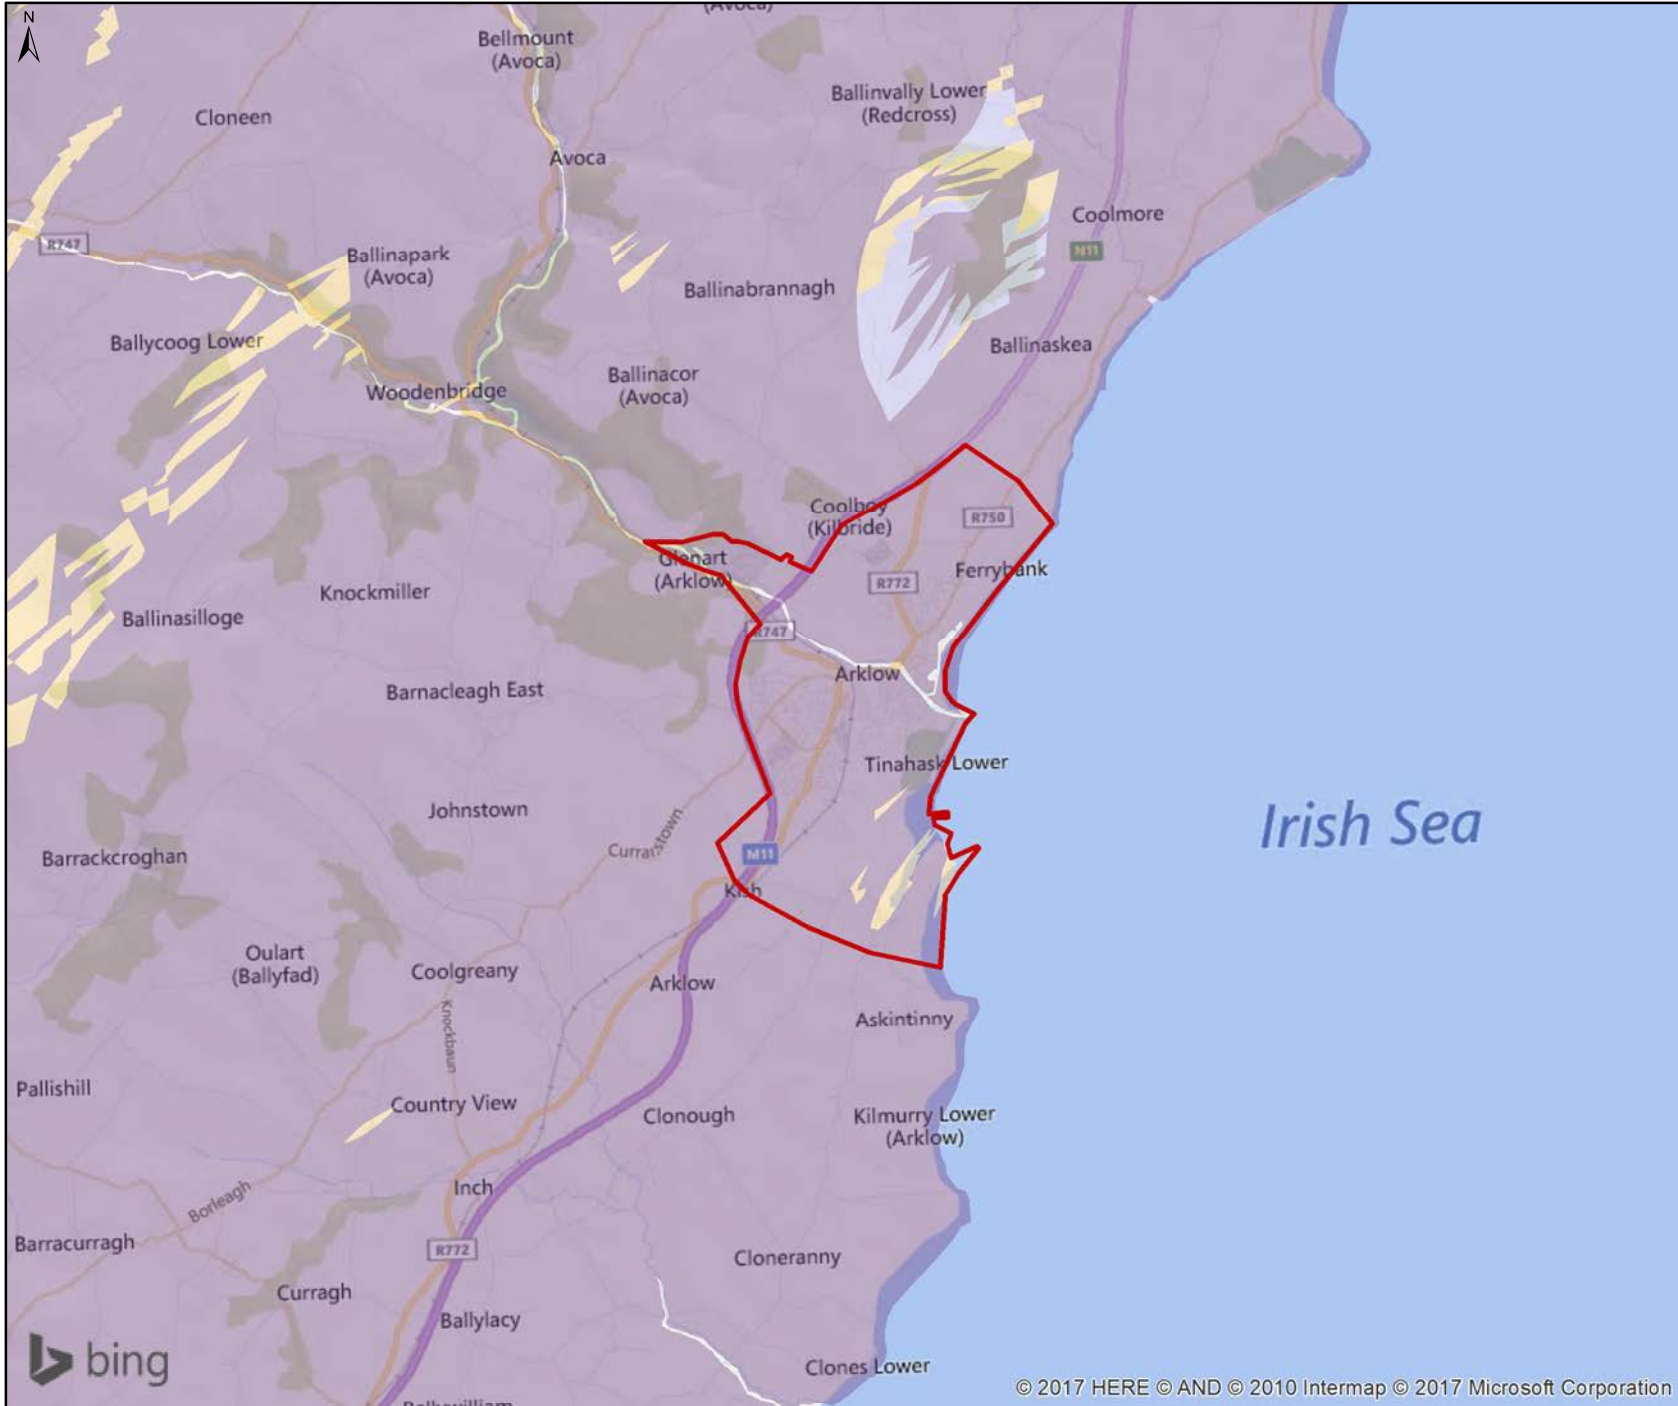 N
(Avoca)
Bellmount
(Avoca)
Cloneen
Ballinvally Lower
(Redcross)
Avoca
Coolmore
R747
Ballinapark
(Avoca)
N11
Ballinabrannagh
Ballycoog Lower
Ballinaskea
Woodenbridge
Ballinacor
(Avoca)
Coolboy
(Kilbride)
R750
Glenart
(Arklow)
Ferrybank
R772
Knockmiller
Ballinasilloge
R747
Arklow
Barnacleagh East
Tinahask Lower
Johnstown
Irish Sea
Curranstown
Barrackcroghan
M11
Kish
Oulart
(Ballyfad)
Coolgreany
Arklow
Askintinny
Knockbaun
Pallishill
Country View
Clonough
Kilmurry Lower
(Arklow)
Inch
Borleagh
Barracurragh
R772
Cloneranny
Curragh
Ballylacy
bing
Clones Lower
© 2017 HERE © AND © 2010 Intermap © 2017 Microsoft Corporation